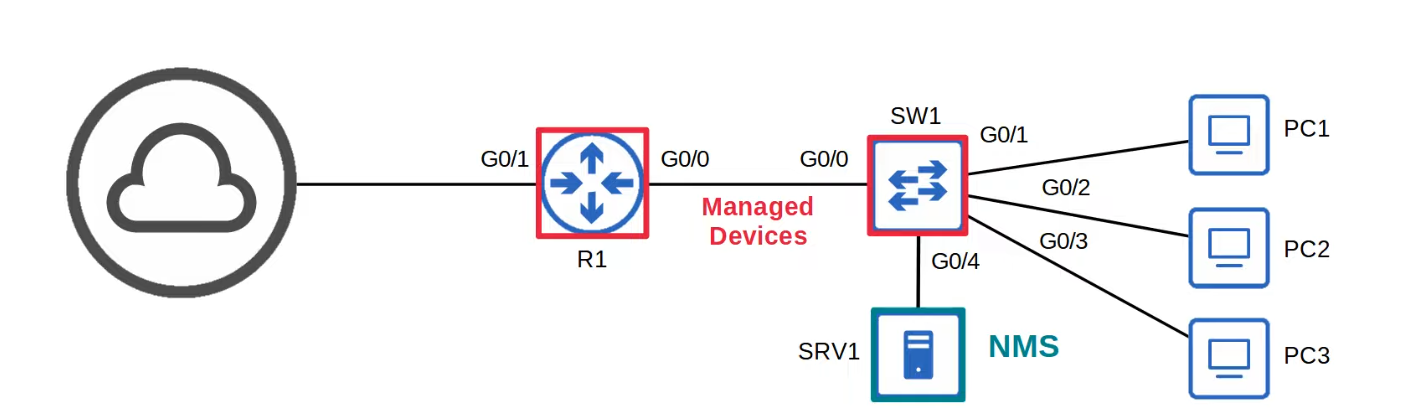 SW1
G0/1
PC1
G0/1
G0/0
G0/0
G0/2
Managed
Devices
G0/3
PC2
R1
G0/4
SRV1
NMS
PC3